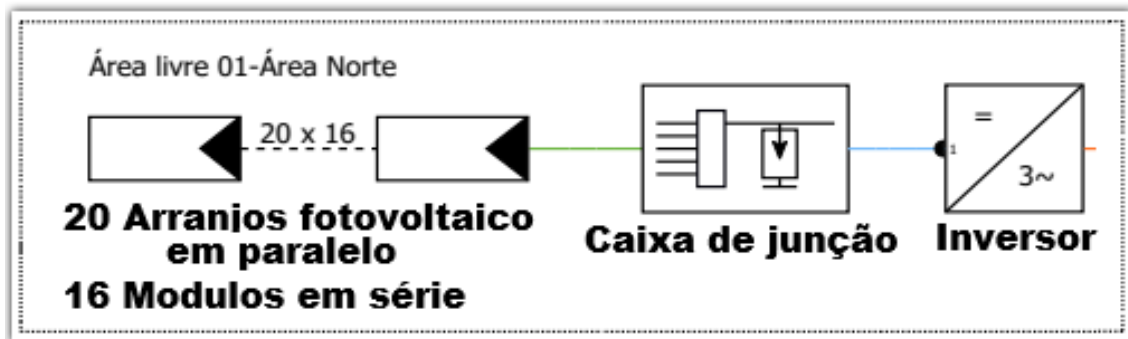 Área livre 01-Área Norte
20 x 16
=
1
3~
20 Arranjos fotovoltaico
em paralelo
16 Modulos em série
Caixa de junção
Inversor